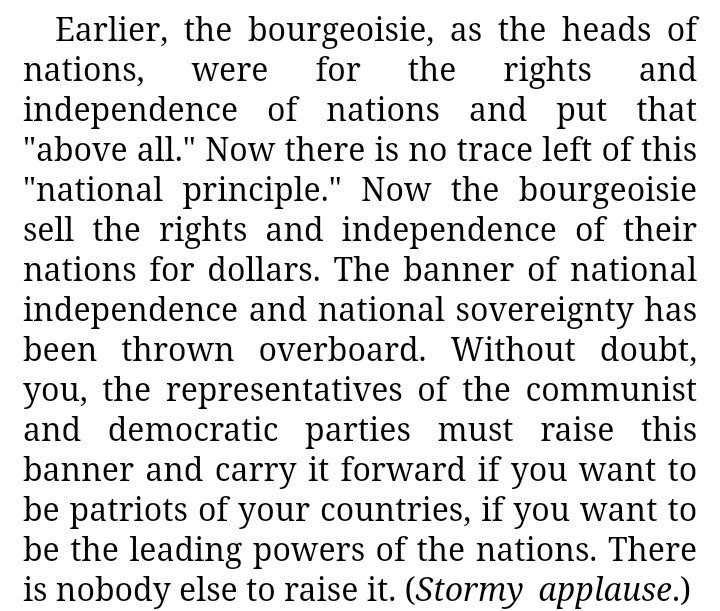 Earlier, the bourgeoisie, as the heads of
nations, were for the rights and
independence of nations and put that
"above all." Now there is no trace left of this
"national principle." Now the bourgeoisie
sell the rights and independence of their
nations for dollars. The banner of national
independence and national sovereignty has
been thrown overboard. Without doubt,
you, the representatives of the communist
and democratic parties must raise this
banner and carry it forward if you want to
be patriots of your countries, if you want to
be the leading powers of the nations. There
is nobody else to raise it. (Stormy applause.)